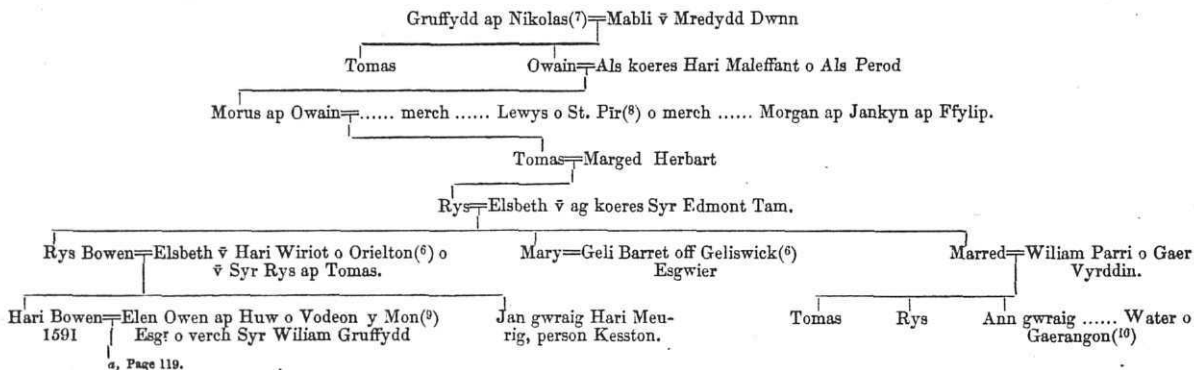 Gruffydd ap Nikolas(⁷)=Mabli v̄ Mredydd Dwnn
Tomas Owain=Als koeres Hari Maleffant o Als Perod
Morus ap Owain=...... merch ...... Lewys o St. Pīr(⁸) o merch ...... Morgan ap Jankyn ap Ffylip.
Tomas=Marged Herbart
Rys=Elsbeth v̄ ag koeres Syr Edmont Tam.
Rys Bowen=Elsbeth v̄ Hari Wiriot o Orielton(⁶) o
v̄ Syr Rys ap Tomas.
Mary=Geli Barret off Geliswick(⁶)
Esgwier
Marred=Wiliam Parri o Gaer
Vyrddin.
Hari Bowen=Elen Owen ap Huw o Vodeon y Mon(⁹)
1591 Esgr o verch Syr Wiliam Gruffydd
Jan gwraig Hari Meu-
rig, person Kesston.
Tomas Rys Ann gwraig ...... Water o
Gaerangon(¹⁰)
a, Page 119.